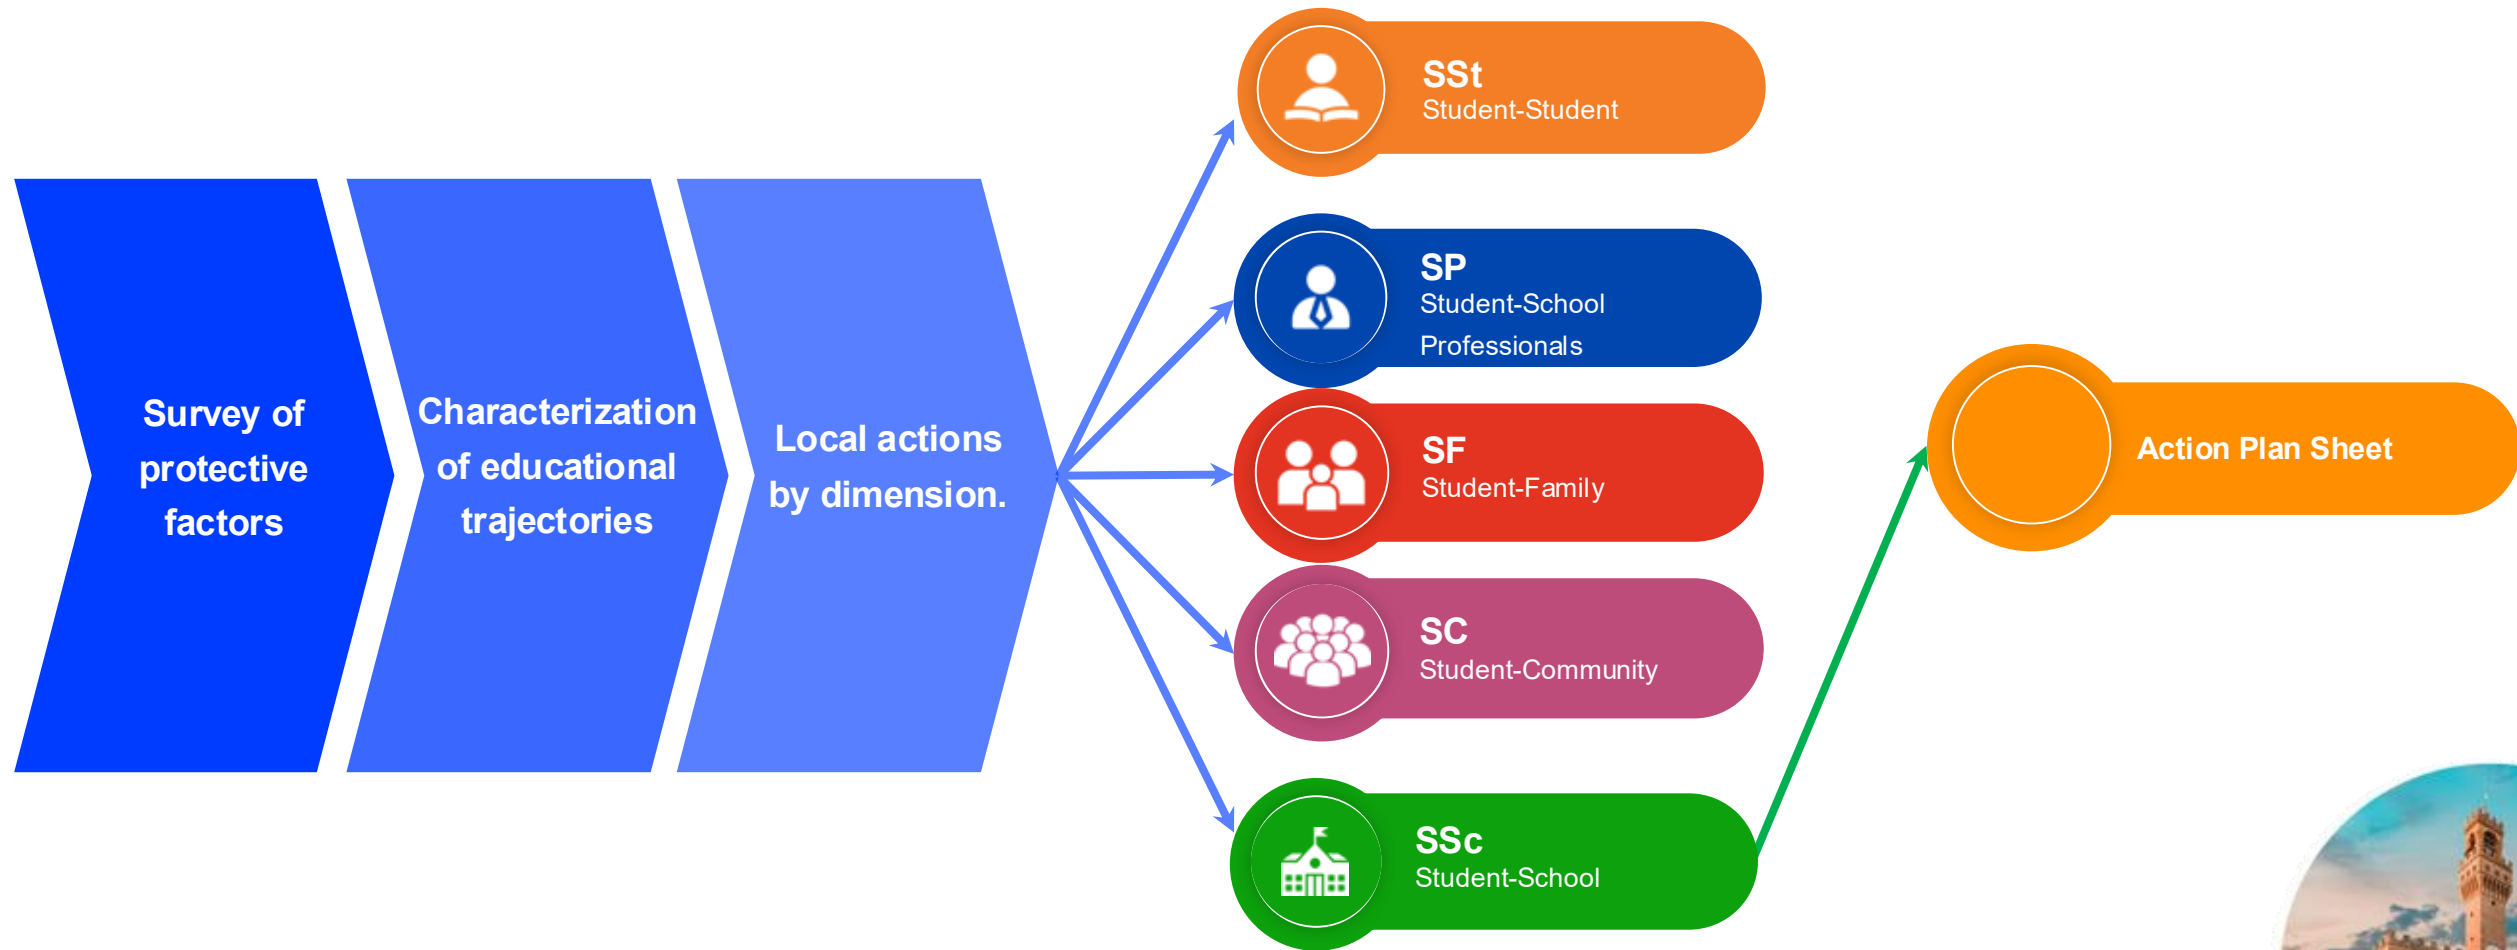 Survey of
protective
factors
Characterization
of educational
trajectories
Local actions
by dimension.
SSt
Student-Student
SP
Student-School
Professionals
SF
Student-Family
SC
Student-Community
SSc
Student-School
Action Plan Sheet